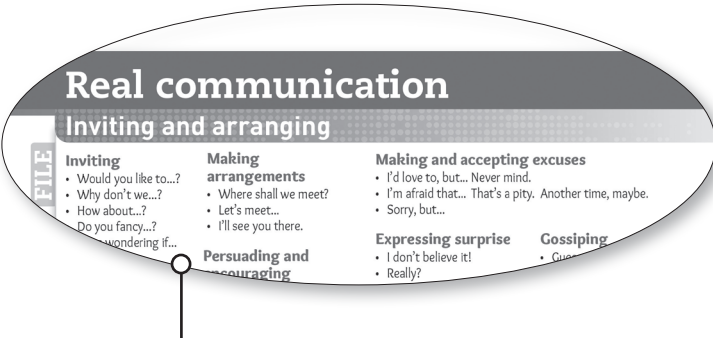 Real communication
Inviting and arranging
FILE
Inviting
• Would you like to...?
• Why don't we...?
• How about...?
Do you fancy...?
wondering if...
Making
arrangements
• Where shall we meet?
• Let's meet...
• I'll see you there.
Persuading and
encouraging
Making and accepting excuses
• I'd love to, but... Never mind.
• I'm afraid that... That's a pity. Another time, maybe.
• Sorry, but...
Expressing surprise
• I don't believe it!
• Really?
Gossiping